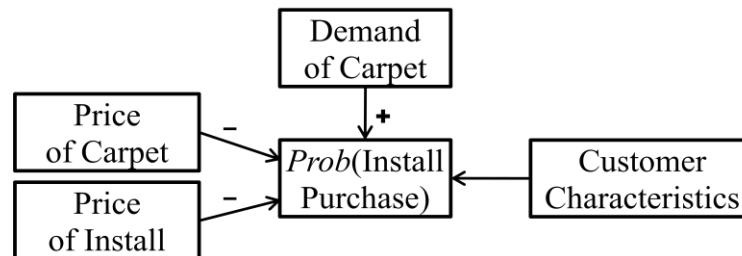 Demand
of Carpet
+
Price
of Carpet
–
Prob(Install
Purchase)
Customer
Characteristics
Price
of Install
–